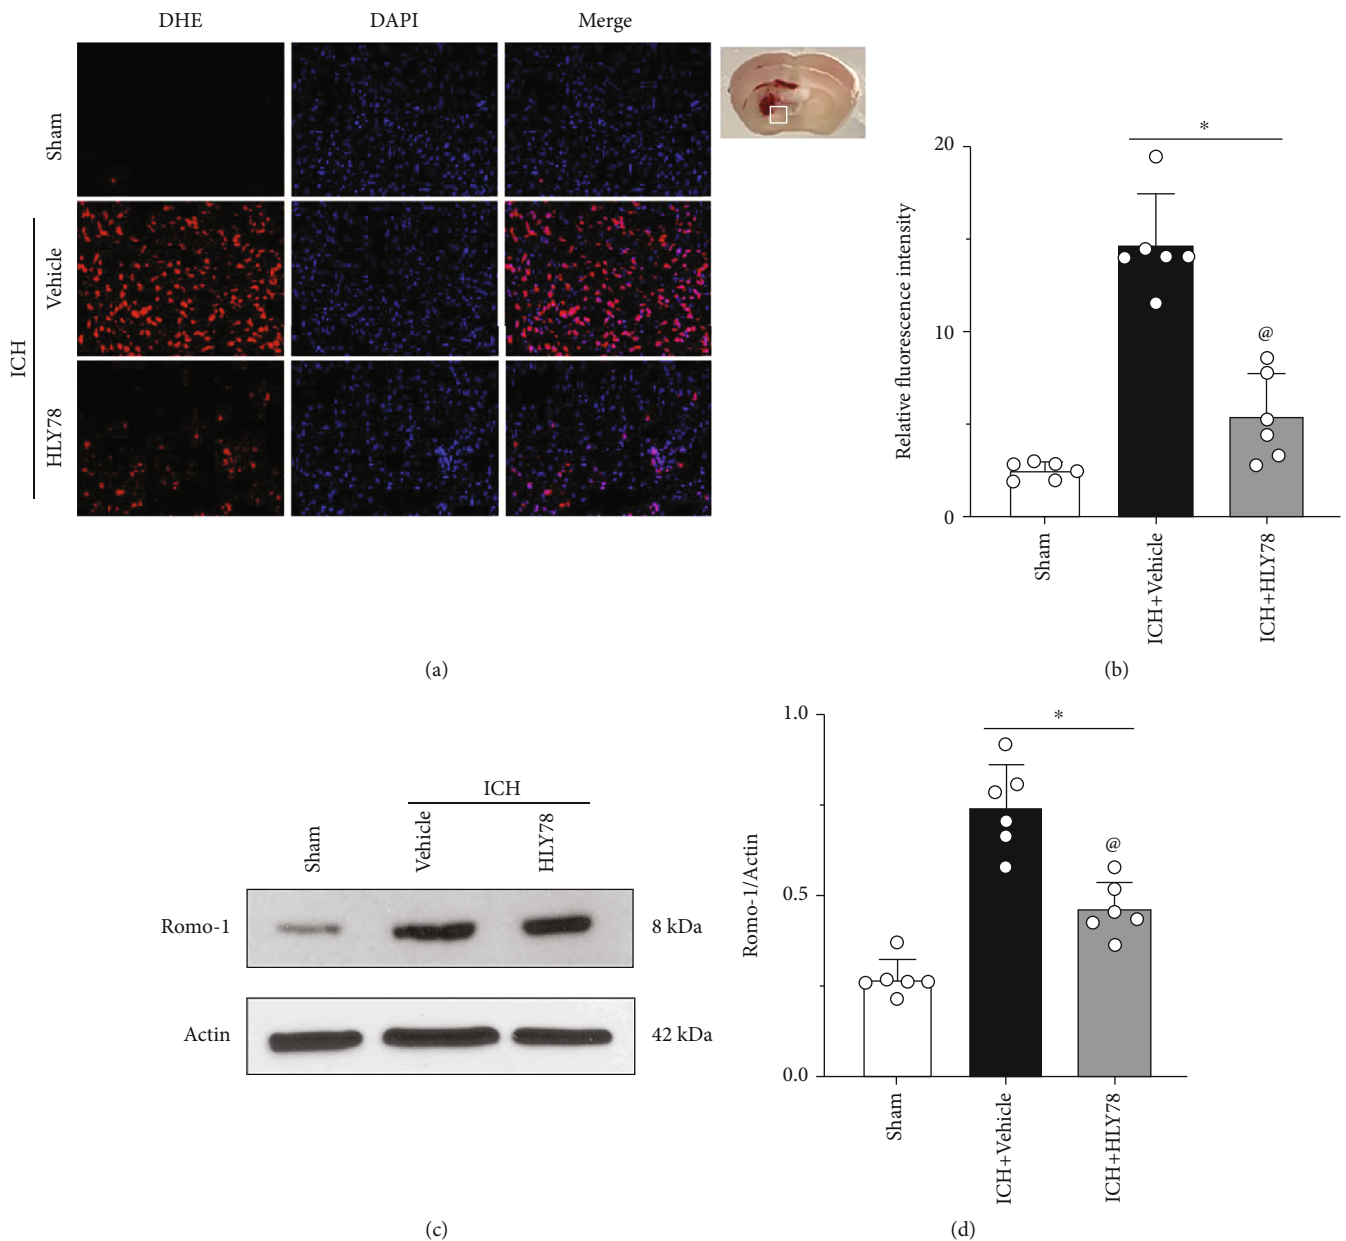 DHE DAPI Merge
Sham
Vehicle
HLY78
ICH
(a)
Relative fluorescence intensity
20
10
0
*
@
Sham
ICH+Vehicle
ICH+HLY78
(b)
ICH
Sham
Vehicle
HLY78
Romo-1 8 kDa
Actin 42 kDa
(c)
Romo-1/Actin
1.0
0.5
0.0
*
@
Sham
ICH+Vehicle
ICH+HLY78
(d)